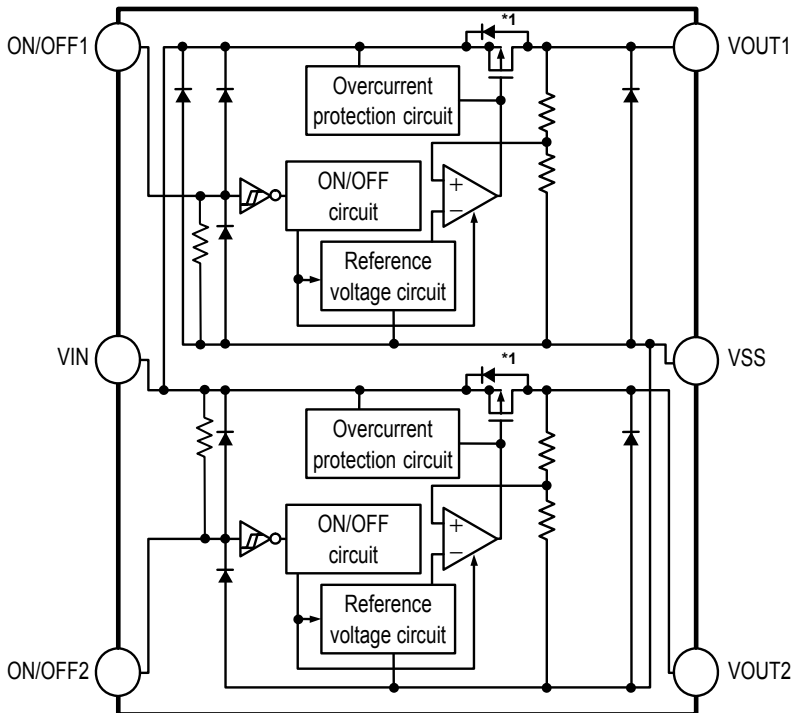 ON/OFF1
*1
VOUT1
Overcurrent
protection circuit
ON/OFF
circuit
+
−
Reference
voltage circuit
VIN
VSS
*1
Overcurrent
protection circuit
ON/OFF
circuit
+
−
Reference
voltage circuit
ON/OFF2
VOUT2